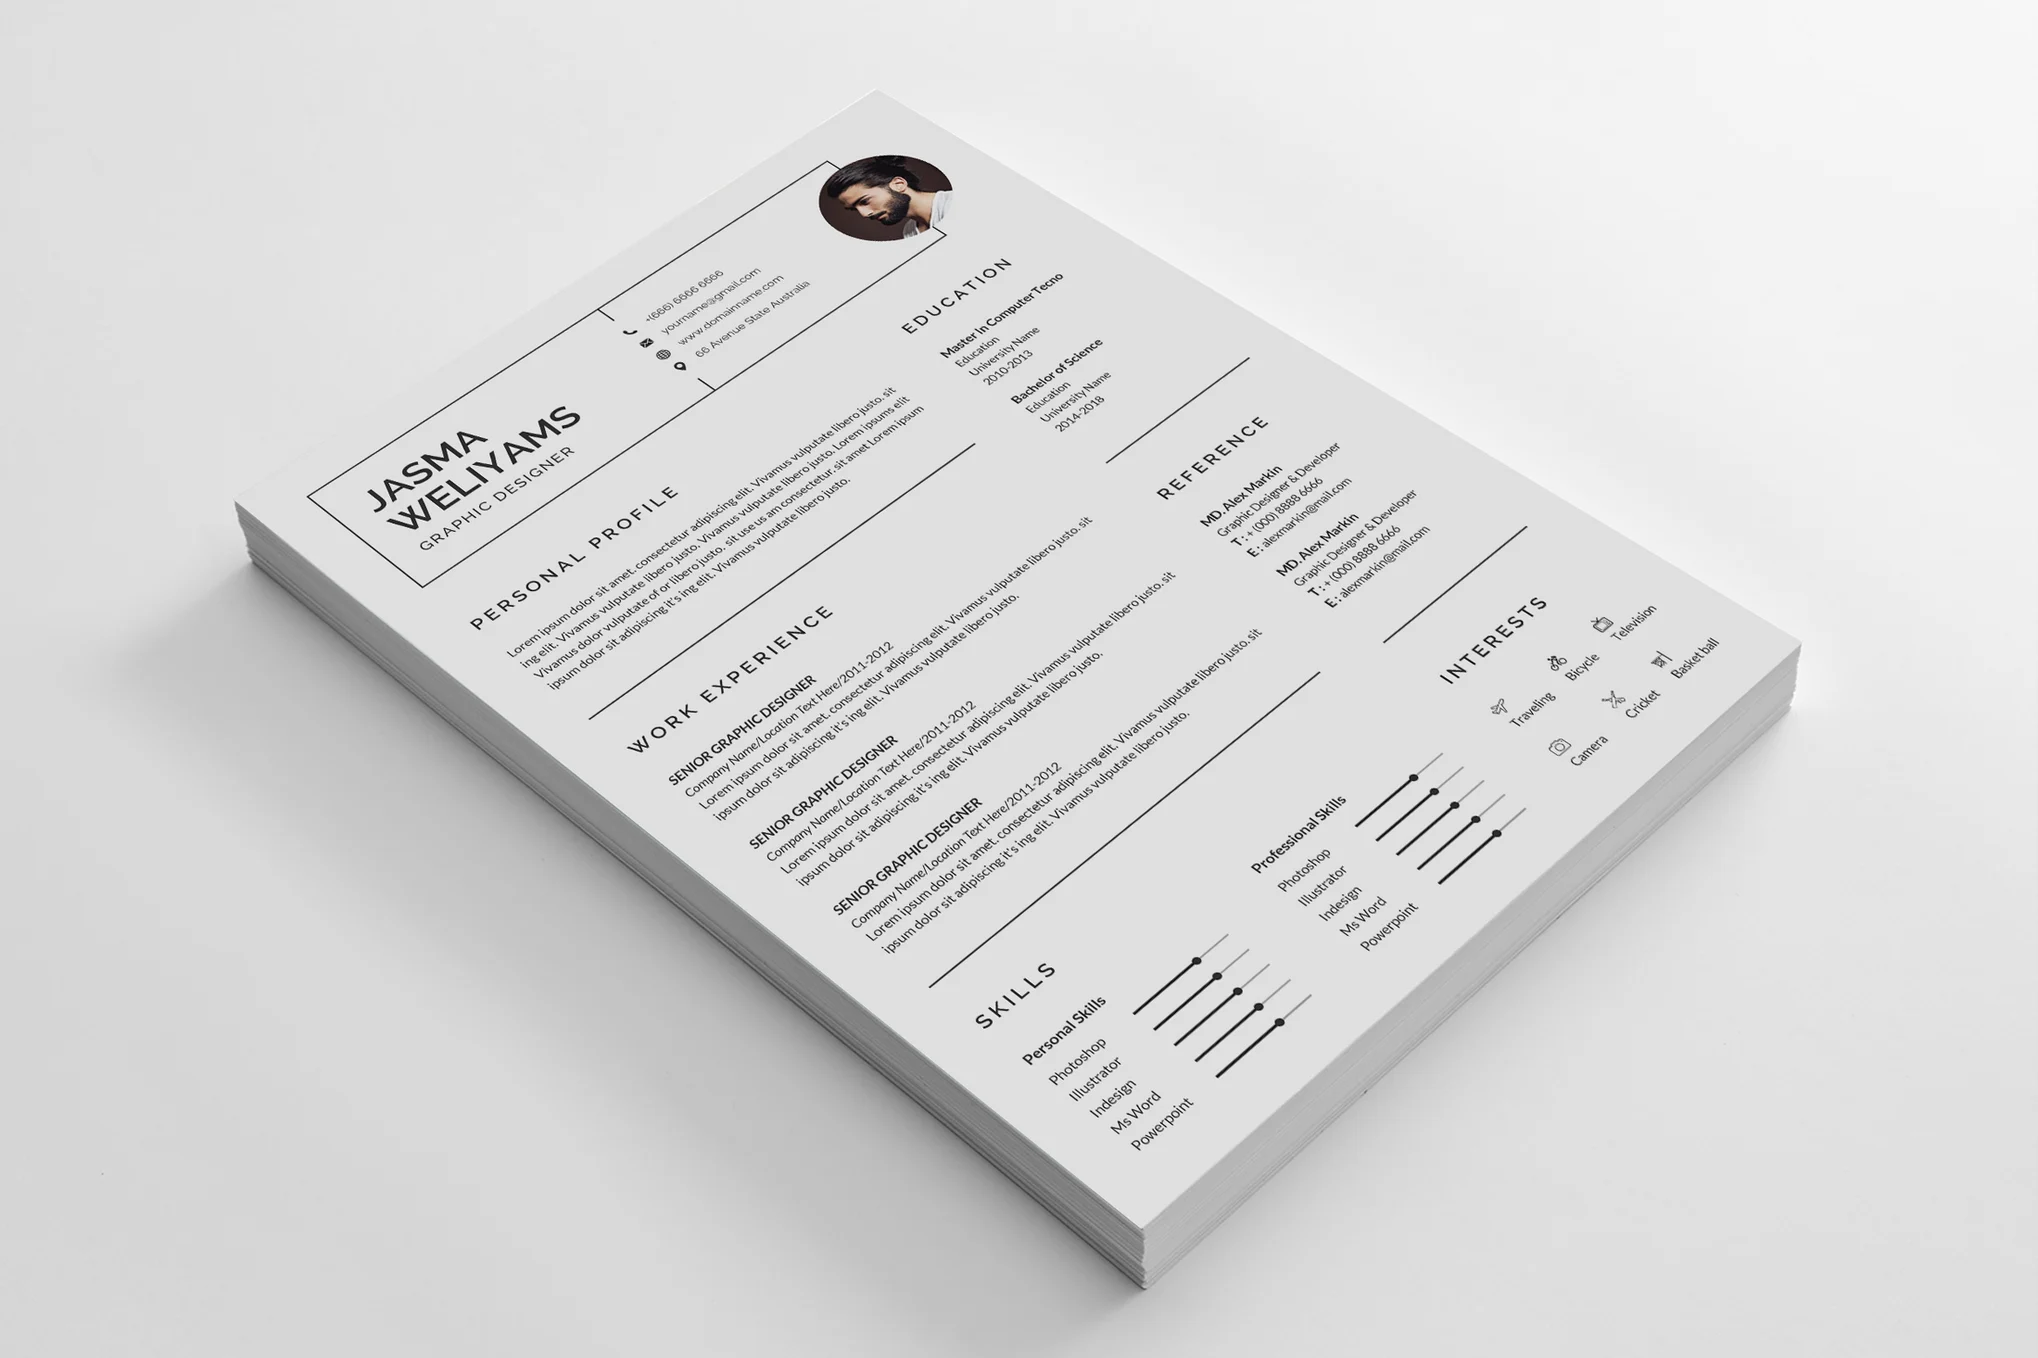 JASMA
WELIYAMS
GRAPHIC DESIGNER
+(666) 6666 6666
yourname@gmail.com
www.domainname.com
66 Avenue State Australia
PERSONAL PROFILE
Lorem ipsum dolor sit amet. consectetur adipiscing elit. Vivamus vulputate libero justo. sit
ing elit. Vivamus vulputate libero justo. Vivamus vulputate libero justo. Lorem ipsums elit
Vivamus dolor vulputate of or libero justo. sit use us am consectetur. sit amet Lorem ipsum
ipsum dolor sit adipiscing it's ing elit. Vivamus vulputate libero justo.
WORK EXPERIENCE
SENIOR GRAPHIC DESIGNER
Company Name/Location Text Here/2011-2012
Lorem ipsum dolor sit amet. consectetur adipiscing elit. Vivamus vulputate libero justo. sit
ipsum dolor sit adipiscing it's ing elit. Vivamus vulputate libero justo.
SENIOR GRAPHIC DESIGNER
Company Name/Location Text Here/2011-2012
Lorem ipsum dolor sit amet. consectetur adipiscing elit. Vivamus vulputate libero justo. sit
ipsum dolor sit adipiscing it's ing elit. Vivamus vulputate libero justo.
SENIOR GRAPHIC DESIGNER
Company Name/Location Text Here/2011-2012
Lorem ipsum dolor sit amet. consectetur adipiscing elit. Vivamus vulputate libero justo. sit
ipsum dolor sit adipiscing it's ing elit. Vivamus vulputate libero justo.
SKILLS
Personal Skills
Photoshop
Illustrator
Indesign
Ms Word
Powerpoint
Professional Skills
Photoshop
Illustrator
Indesign
Ms Word
Powerpoint
EDUCATION
Master in Computer Tecno
Education
University Name
2010-2013
Bachelor of Science
Education
University Name
2014-2018
REFERENCE
MD. Alex Markin
Graphic Designer & Developer
T : + (000) 8888 6666
E : alexmarkin@mail.com
MD. Alex Markin
Graphic Designer & Developer
T : + (000) 8888 6666
E : alexmarkin@mail.com
INTERESTS
Traveling
Bicycle
Television
Camera
Cricket
Basket ball